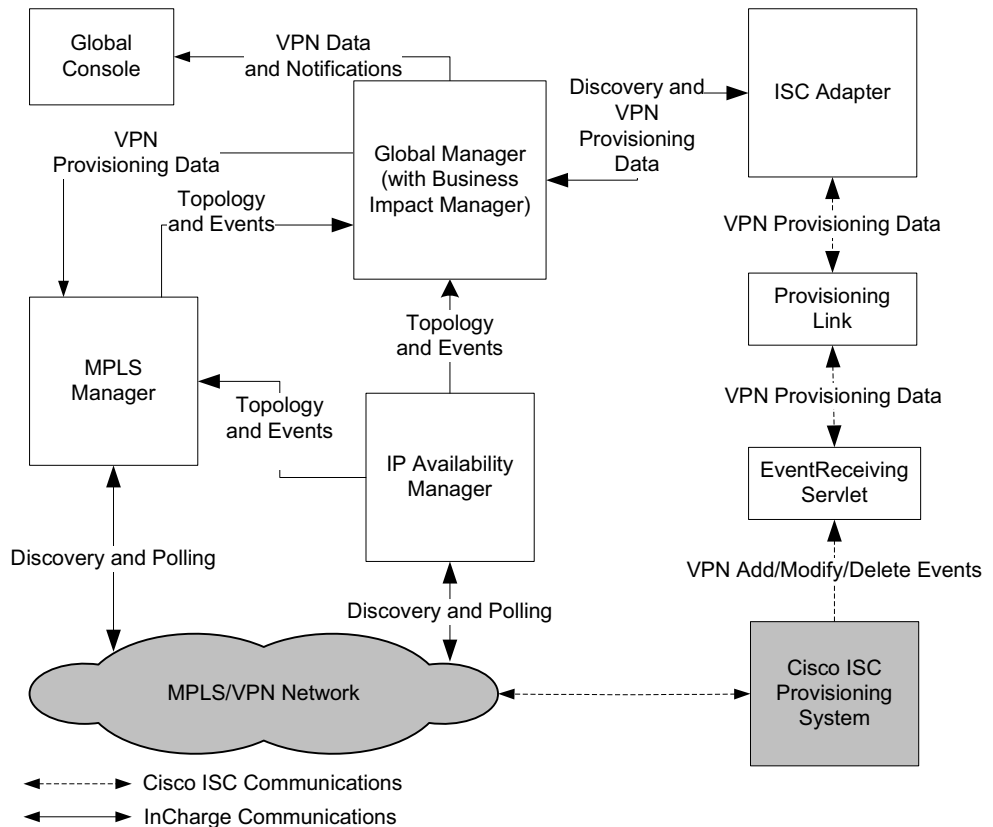 Global
Console
VPN Data
and Notifications
Discovery and
VPN
Provisioning
Data
ISC Adapter
VPN
Provisioning Data
Global Manager
(with Business
Impact Manager)
Topology
and Events
VPN Provisioning Data
Provisioning
Link
MPLS
Manager
Topology
and Events
Topology
and Events
VPN Provisioning Data
IP Availability
Manager
EventReceiving
Servlet
Discovery and Polling
VPN Add/Modify/Delete Events
Discovery and Polling
MPLS/VPN Network
Cisco ISC
Provisioning
System
Cisco ISC Communications
InCharge Communications